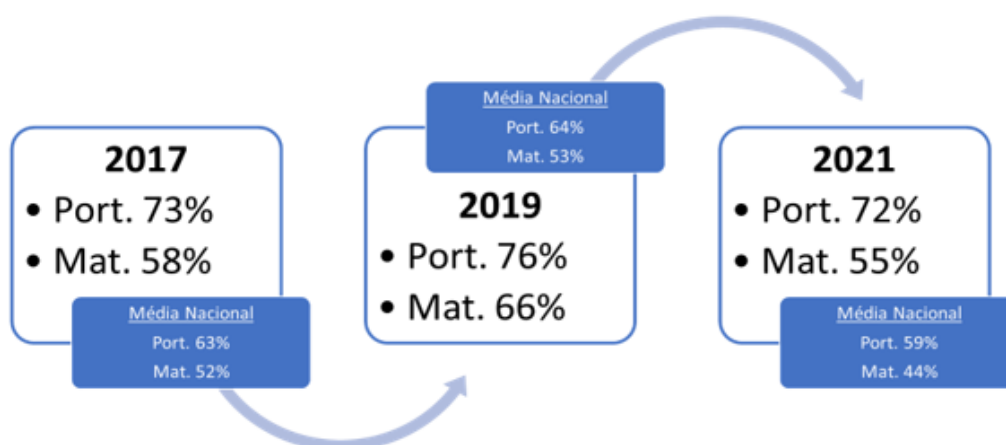 2017
• Port. 73%
• Mat. 58%
Média Nacional
Port. 63%
Mat. 52%
Média Nacional
Port. 64%
Mat. 53%
2019
• Port. 76%
• Mat. 66%
2021
• Port. 72%
• Mat. 55%
Média Nacional
Port. 59%
Mat. 44%